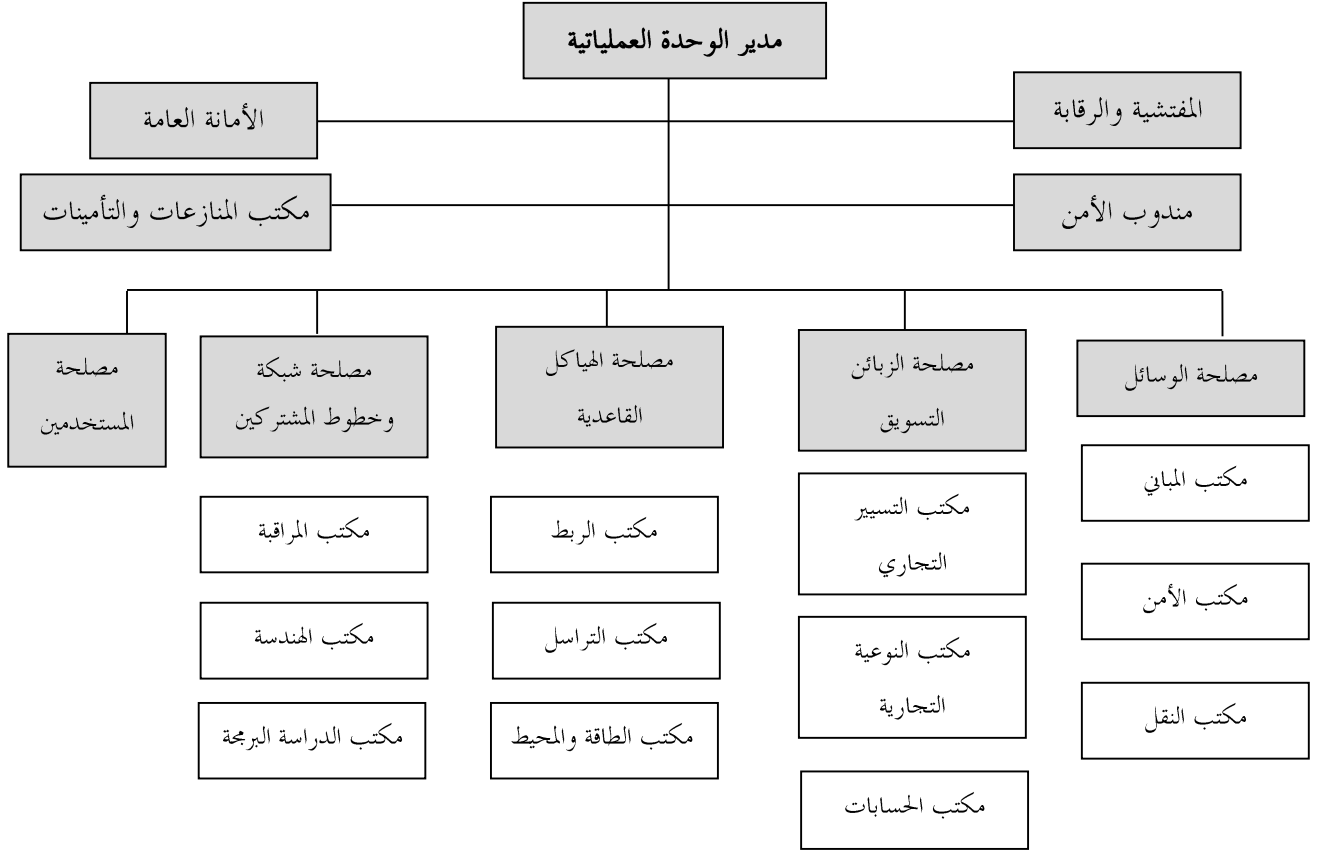 مدير الوحدة العملياتية
المفتشية والرقابة
الأمانة العامة
مندوب الأمن
مكتب المنازعات والتأمينات
مصلحة الوسائل
مكتب المباني
مكتب الأمن
مكتب النقل
مصلحة الزبائن
التسويق
مكتب التسيير
التجاري
مكتب النوعية
التجارية
مكتب الحسابات
مصلحة الهياكل
القاعدية
مكتب الربط
مكتب التراسل
مكتب الطاقة والمحيط
مصلحة شبكة
وخطوط المشتركين
مكتب المراقبة
مكتب الهندسة
مكتب الدراسة البرمجة
مصلحة
المستخدمين